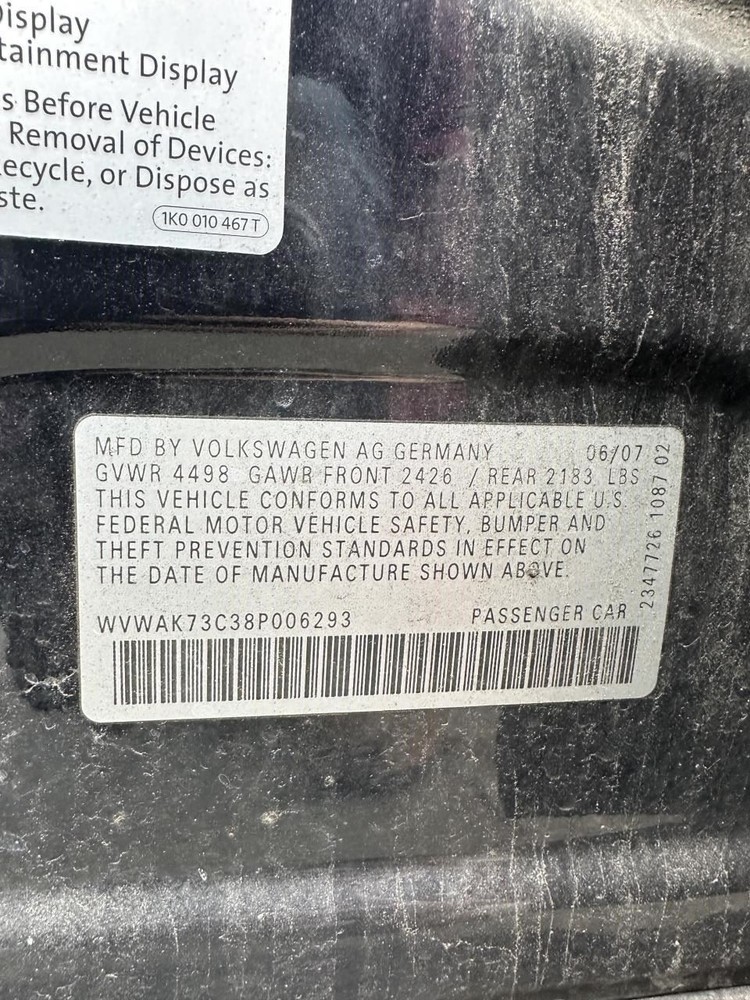 Display
tainment Display
s Before Vehicle
Removal of Devices:
ecycle, or Dispose as
ste.
1K0 010 467 T
MFD BY VOLKSWAGEN AG GERMANY 06/07
GVWR 4498 GAWR FRONT 2426 / REAR 2183 LBS
THIS VEHICLE CONFORMS TO ALL APPLICABLE U.S
FEDERAL MOTOR VEHICLE SAFETY, BUMPER AND
THEFT PREVENTION STANDARDS IN EFFECT ON
THE DATE OF MANUFACTURE SHOWN ABOVE.
WVWAK73C38P006293 PASSENGER CAR
2347726 1087 02